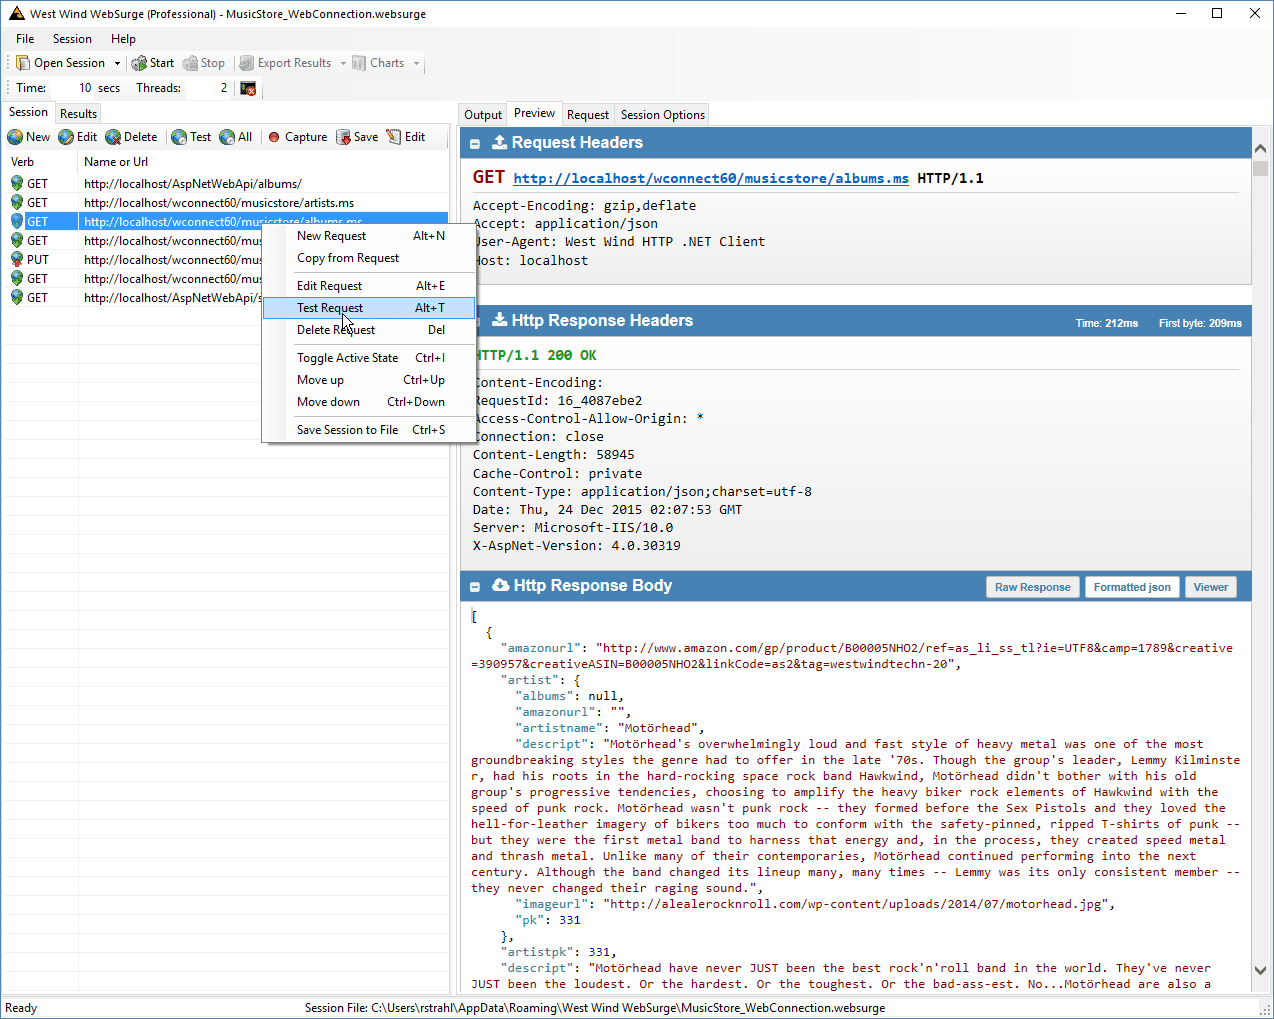 West Wind WebSurge (Professional) - MusicStore_WebConnection.websurge
File Session Help
Open Session Start Stop Export Results Charts
Time: 10 secs Threads: 2
Session Results
New Edit Delete Test All Capture Save Edit
Verb Name or Url
GET http://localhost/AspNetWebApi/albums/
GET http://localhost/wconnect60/musicstore/artists.ms
GET http://localhost/wconnect60/musicstore/albums.ms
GET http://localhost/wconnect60/mu
PUT http://localhost/wconnect60/mu
GET http://localhost/wconnect60/mu
GET http://localhost/AspNetWebApi/
New Request Alt+N
Copy from Request
Edit Request Alt+E
Test Request Alt+T
Delete Request Del
Toggle Active State Ctrl+I
Move up Ctrl+Up
Move down Ctrl+Down
Save Session to File Ctrl+S
Output Preview Request Session Options
Request Headers
GET http://localhost/wconnect60/musicstore/albums.ms HTTP/1.1
Accept-Encoding: gzip,deflate
Accept: application/json
User-Agent: West Wind HTTP .NET Client
Host: localhost
Http Response Headers Time: 212ms First byte: 209ms
HTTP/1.1 200 OK
Content-Encoding:
RequestId: 16_4087ebe2
Access-Control-Allow-Origin: *
Connection: close
Content-Length: 58945
Cache-Control: private
Content-Type: application/json;charset=utf-8
Date: Thu, 24 Dec 2015 02:07:53 GMT
Server: Microsoft-IIS/10.0
X-AspNet-Version: 4.0.30319
Http Response Body Raw Response Formatted json Viewer
[
{
"amazonurl": "http://www.amazon.com/gp/product/B00005NHO2/ref=as_li_ss_tl?ie=UTF8&camp=1789&creative
=390957&creativeASIN=B00005NHO2&linkCode=as2&tag=westwindtechn-20",
"artist": {
"albums": null,
"amazonurl": "",
"artistname": "Motörhead",
"descript": "Motörhead's overwhelmingly loud and fast style of heavy metal was one of the most
groundbreaking styles the genre had to offer in the late '70s. Though the group's leader, Lemmy Kilminste
r, had his roots in the hard-rocking space rock band Hawkwind, Motörhead didn't bother with his old
group's progressive tendencies, choosing to amplify the heavy biker rock elements of Hawkwind with the
speed of punk rock. Motörhead wasn't punk rock -- they formed before the Sex Pistols and they loved the
hell-for-leather imagery of bikers too much to conform with the safety-pinned, ripped T-shirts of punk --
but they were the first metal band to harness that energy and, in the process, they created speed metal
and thrash metal. Unlike many of their contemporaries, Motörhead continued performing into the next
century. Although the band changed its lineup many, many times -- Lemmy was its only consistent member --
they never changed their raging sound.",
"imageurl": "http://alealerocknroll.com/wp-content/uploads/2014/07/motorhead.jpg",
"pk": 331
},
"artistpk": 331,
"descript": "Motörhead have never JUST been the best rock'n'roll band in the world. They've never
JUST been the loudest. Or the hardest. Or the toughest. Or the bad-ass-est. No...Motörhead are also a
Ready Session File: C:\Users\rstrahl\AppData\Roaming\West Wind WebSurge\MusicStore_WebConnection.websurge